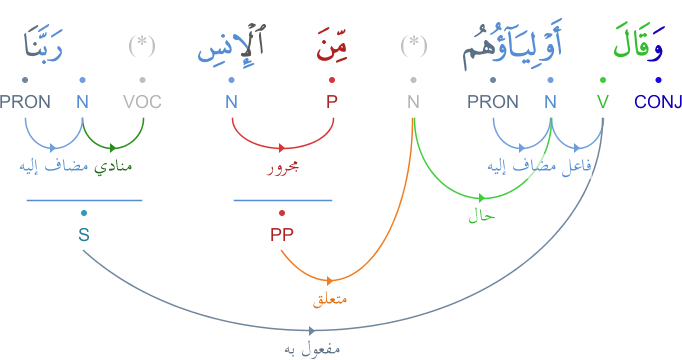 وَقَالَ أَوْلِيَآؤُهُم (*) مِّنَ ٱلْإِنسِ (*) رَبَّنَا
CONJ V N PRON N P N VOC N PRON
فاعل مضاف إليه مجرور منادي مضاف إليه
حال
PP S
متعلق
مفعول به